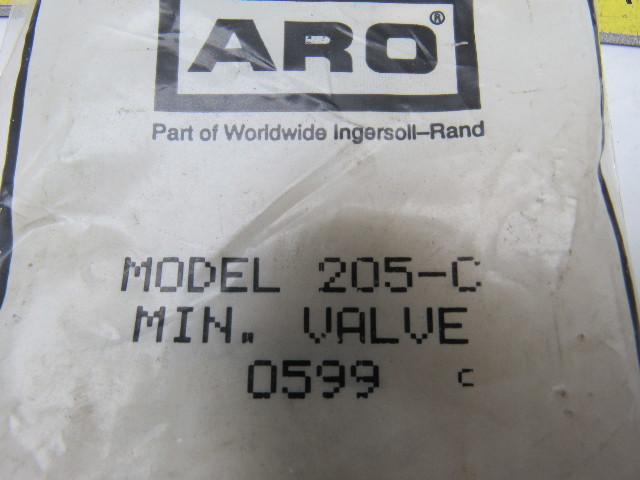 ARO®
Part of Worldwide Ingersoll–Rand
MODEL 205-C
MIN. VALVE
0599 c